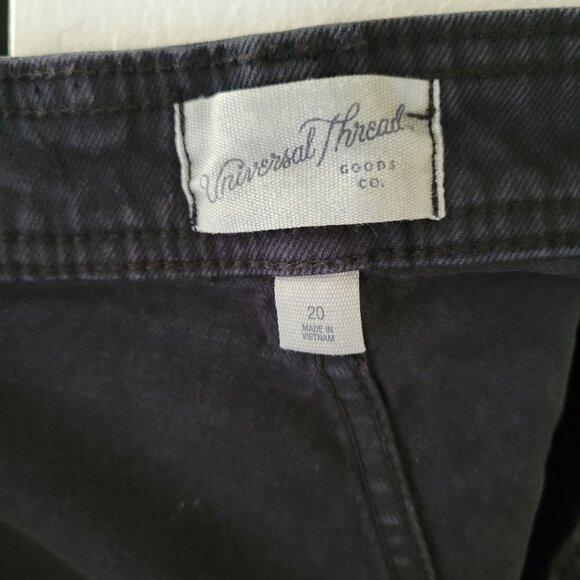 Universal Thread
GOODS
CO.
20
MADE IN
VIETNAM